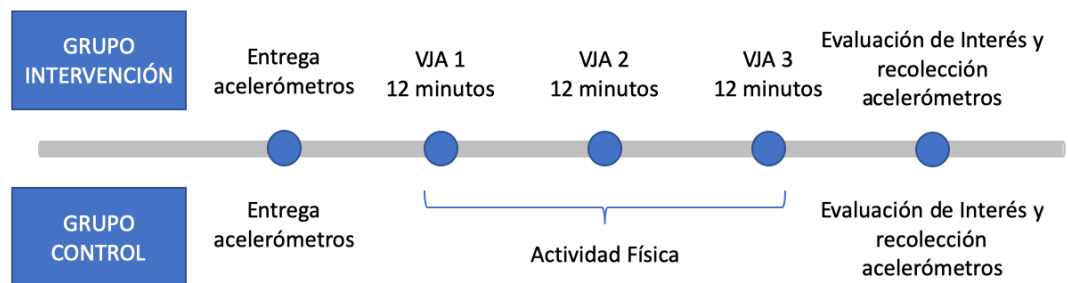 GRUPO
INTERVENCIÓN
Entrega
acelerómetros
VJA 1
12 minutos
VJA 2
12 minutos
VJA 3
12 minutos
Evaluación de Interés y
recolección
acelerómetros
GRUPO
CONTROL
Entrega
acelerómetros
Actividad Física
Evaluación de Interés y
recolección
acelerómetros